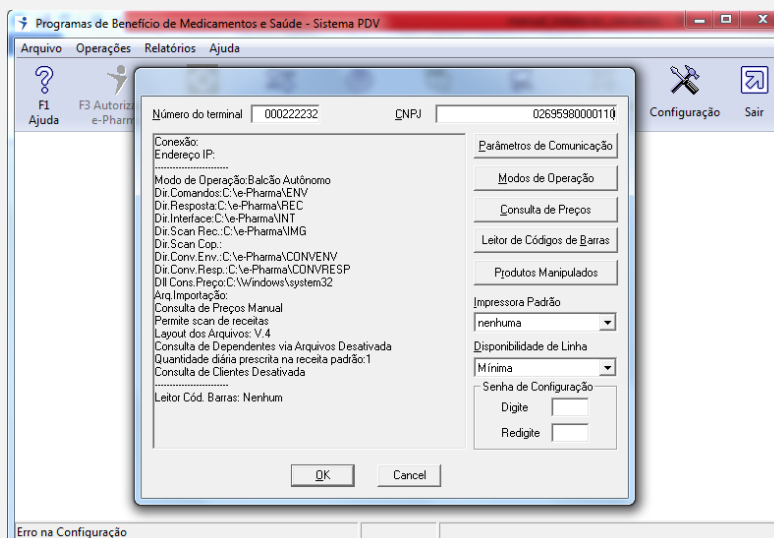 Programas de Benefício de Medicamentos e Saúde - Sistema PDV
Arquivo Operações Relatórios Ajuda
F1
Ajuda
F3 Autoriz
e-Pharm
Configuração
Sair
Número do terminal 000222232 CNPJ 02695980000110
Conexão:
Endereço IP:
------------------------
Modo de Operação:Balcão Autônomo
Dir.Comandos:C:\e-Pharma\ENV
Dir.Resposta:C:\e-Pharma\REC
Dir.Interface:C:\e-Pharma\INT
Dir.Scan Rec.:C:\e-Pharma\IMG
Dir.Scan Cop.:
Dir.Conv.Env.:C:\e-Pharma\CONVENV
Dir.Conv.Resp.:C:\e-Pharma\CONVRESP
Dll Cons.Preço:C:\Windows\system32
Arq.Importação:
Consulta de Preços Manual
Permite scan de receitas
Layout dos Arquivos: V.4
Consulta de Dependentes via Arquivos Desativada
Quantidade diária prescrita na receita padrão:1
Consulta de Clientes Desativada
------------------------
Leitor Cód. Barras: Nenhum
Parâmetros de Comunicação
Modos de Operação
Consulta de Preços
Leitor de Códigos de Barras
Produtos Manipulados
Impressora Padrão
nenhuma
Disponibilidade de Linha
Mínima
Senha de Configuração
Digite
Redigite
OK
Cancel
Erro na Configuração